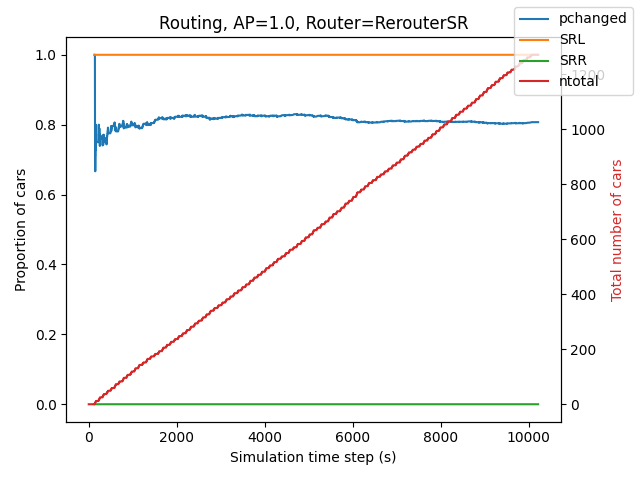 Routing, AP=1.0, Router=RerouterSR
pchanged
SRL
SRR
ntotal
1.0
0.8
0.6
0.4
0.2
0.0
Proportion of cars
1200
1000
800
600
400
200
0
Total number of cars
0
2000
4000
6000
8000
10000
Simulation time step (s)